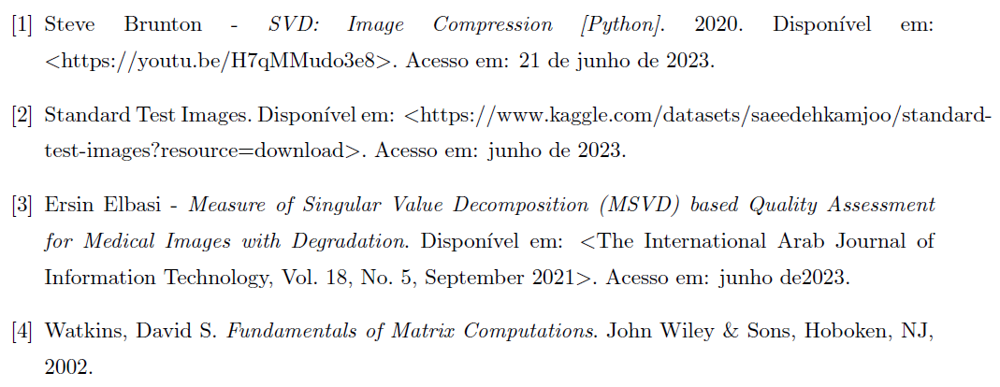 [1] Steve Brunton - SVD: Image Compression [Python]. 2020. Disponível em:
<https://youtu.be/H7qMMudo3e8>. Acesso em: 21 de junho de 2023.
[2] Standard Test Images. Disponível em: <https://www.kaggle.com/datasets/saeedehkamjoo/standard-
test-images?resource=download>. Acesso em: junho de 2023.
[3] Ersin Elbasi - Measure of Singular Value Decomposition (MSVD) based Quality Assessment
for Medical Images with Degradation. Disponível em: <The International Arab Journal of
Information Technology, Vol. 18, No. 5, September 2021>. Acesso em: junho de2023.
[4] Watkins, David S. Fundamentals of Matrix Computations. John Wiley & Sons, Hoboken, NJ,
2002.